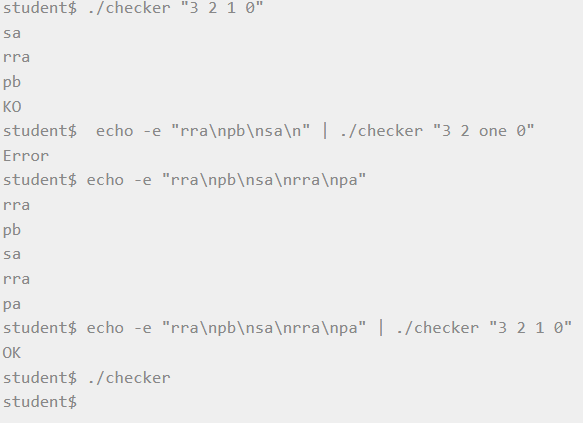 student$ ./checker "3 2 1 0"
sa
rra
pb
KO
student$  echo -e "rra\npb\nsa\n" | ./checker "3 2 one 0"
Error
student$ echo -e "rra\npb\nsa\nrra\npa"
rra
pb
sa
rra
pa
student$ echo -e "rra\npb\nsa\nrra\npa" | ./checker "3 2 1 0"
OK
student$ ./checker
student$